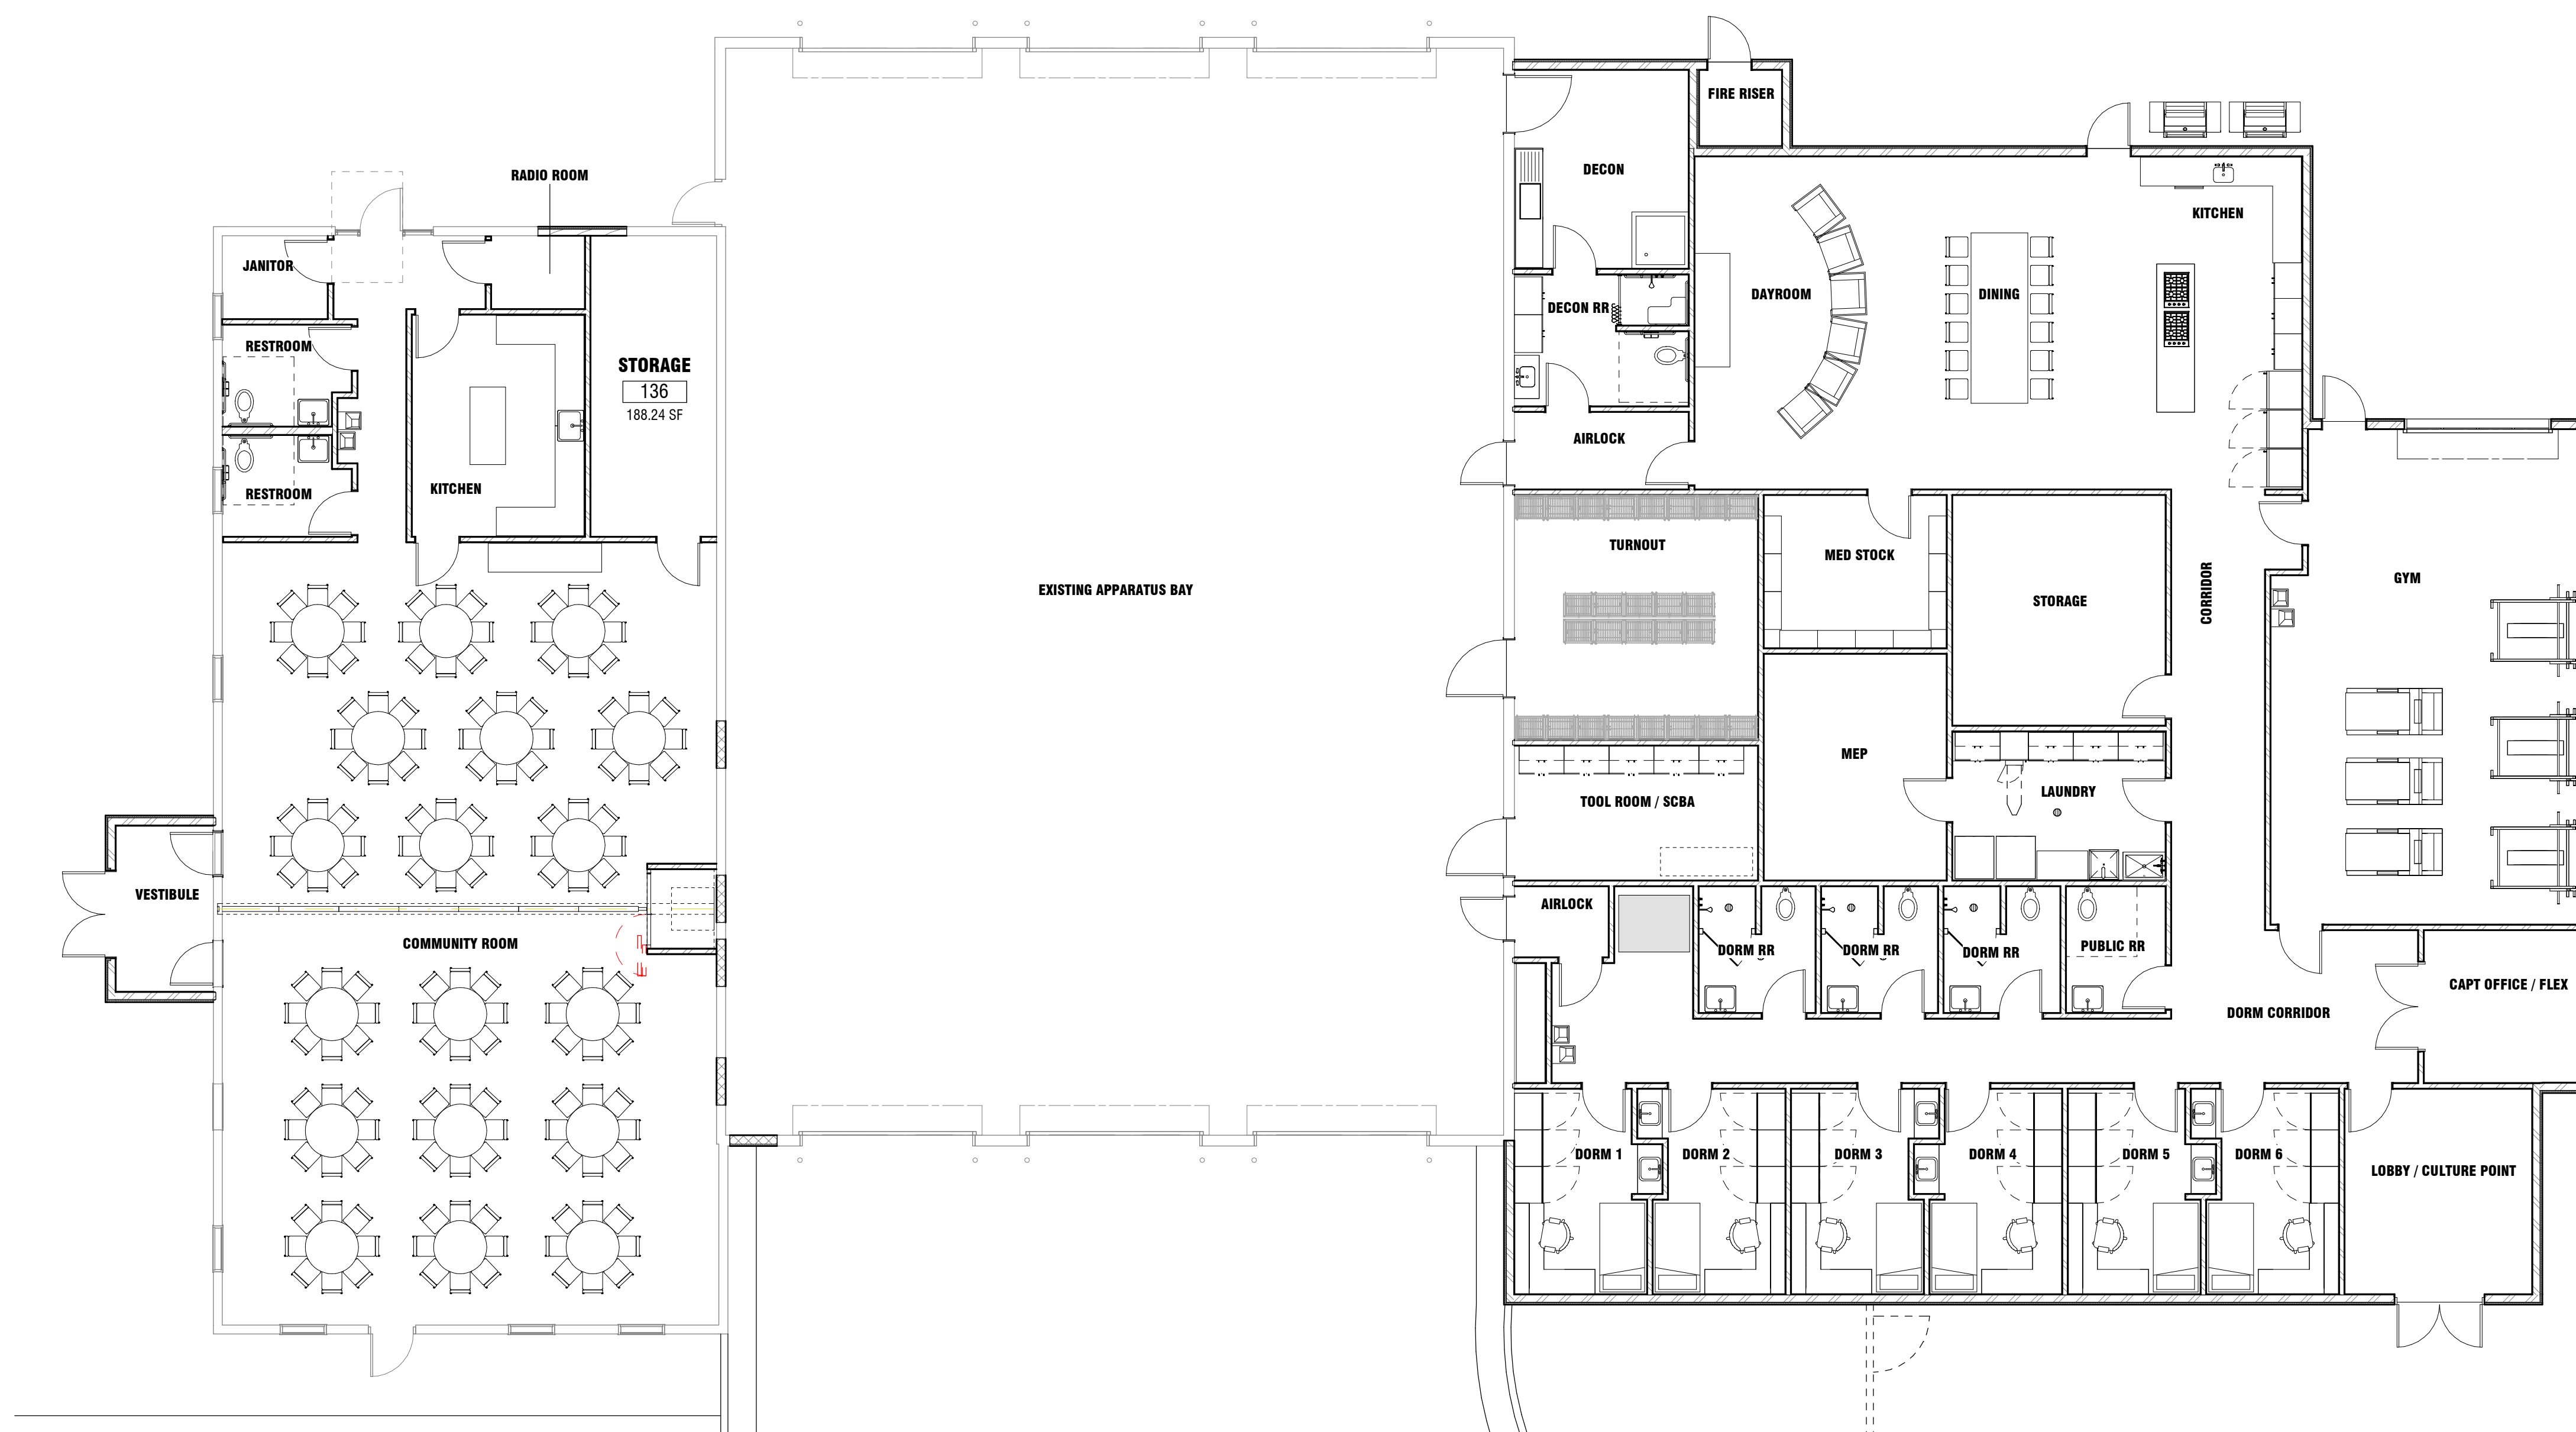 FIRE RISER
DECON
RADIO ROOM
KITCHEN
JANITOR
DAYROOM
DINING
DECON RR
RESTROOM
STORAGE
136
188.24 SF
AIRLOCK
KITCHEN
RESTROOM
TURNOUT
MED STOCK
GYM
EXISTING APPARATUS BAY
CORRIDOR
STORAGE
MEP
LAUNDRY
TOOL ROOM / SCBA
VESTIBULE
AIRLOCK
COMMUNITY ROOM
DORM RR
DORM RR
DORM RR
PUBLIC RR
CAPT OFFICE / FLEX
DORM CORRIDOR
DORM 1
DORM 2
DORM 3
DORM 4
DORM 5
DORM 6
LOBBY / CULTURE POINT